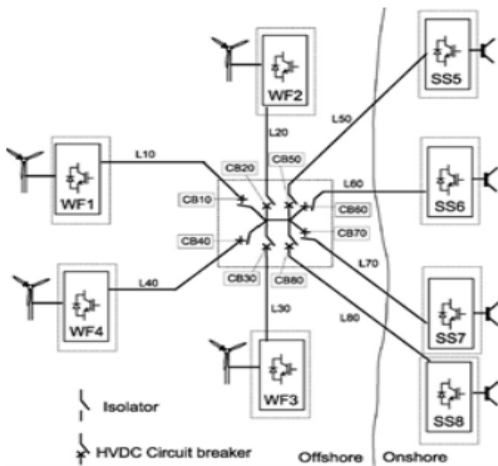 WF2
SS5
L50
L20
L10
CB20
CB50
L60
WF1
CB10
CB60
SS6
CB40
CB70
CB30
CB80
L70
L40
L30
L80
SS7
WF4
WF3
SS8
Isolator
HVDC Circuit breaker
Offshore
Onshore